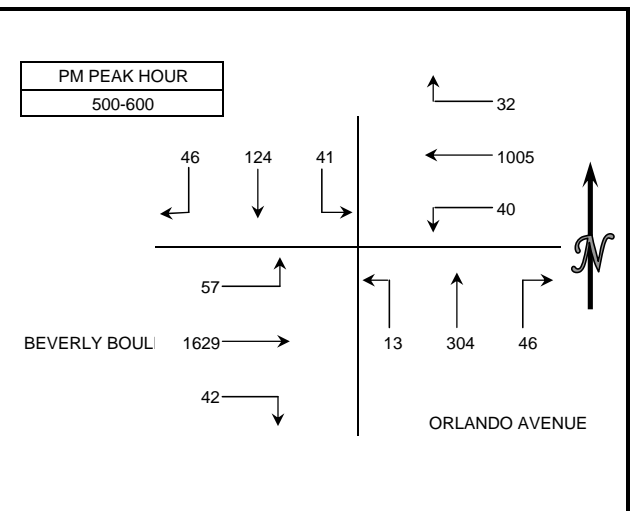 PM PEAK HOUR
500-600
32
46 124 41
1005
40
57
BEVERLY BOUL 1629
13 304 46
42
ORLANDO AVENUE
N